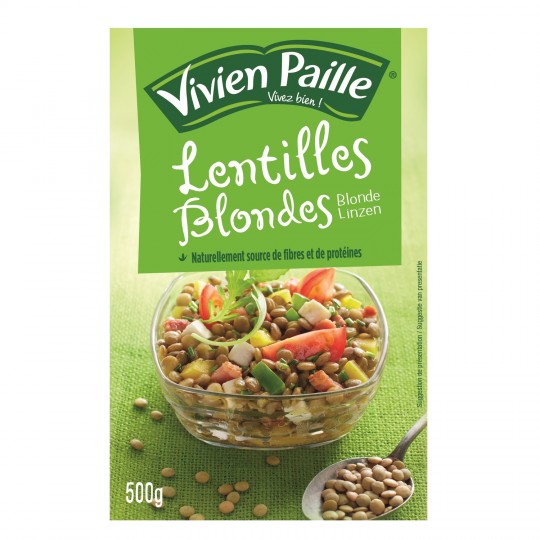 Vivien Paille®
Vivez bien !
Lentilles
Blondes
Blonde
Linzen
Naturellement source de fibres et de protéines
Suggestion de présentation / Suggestie van presentatie
500g